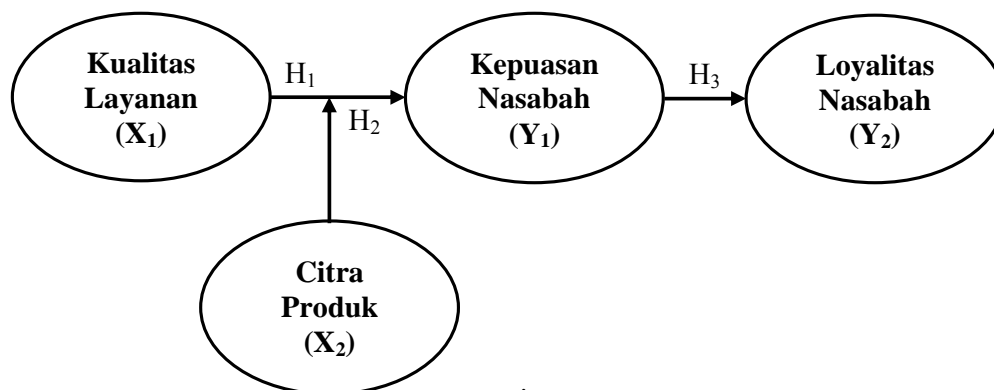 Kualitas
Layanan
(X₁)
H₁
H₂
Kepuasan
Nasabah
(Y₁)
H₃
Loyalitas
Nasabah
(Y₂)
Citra
Produk
(X₂)